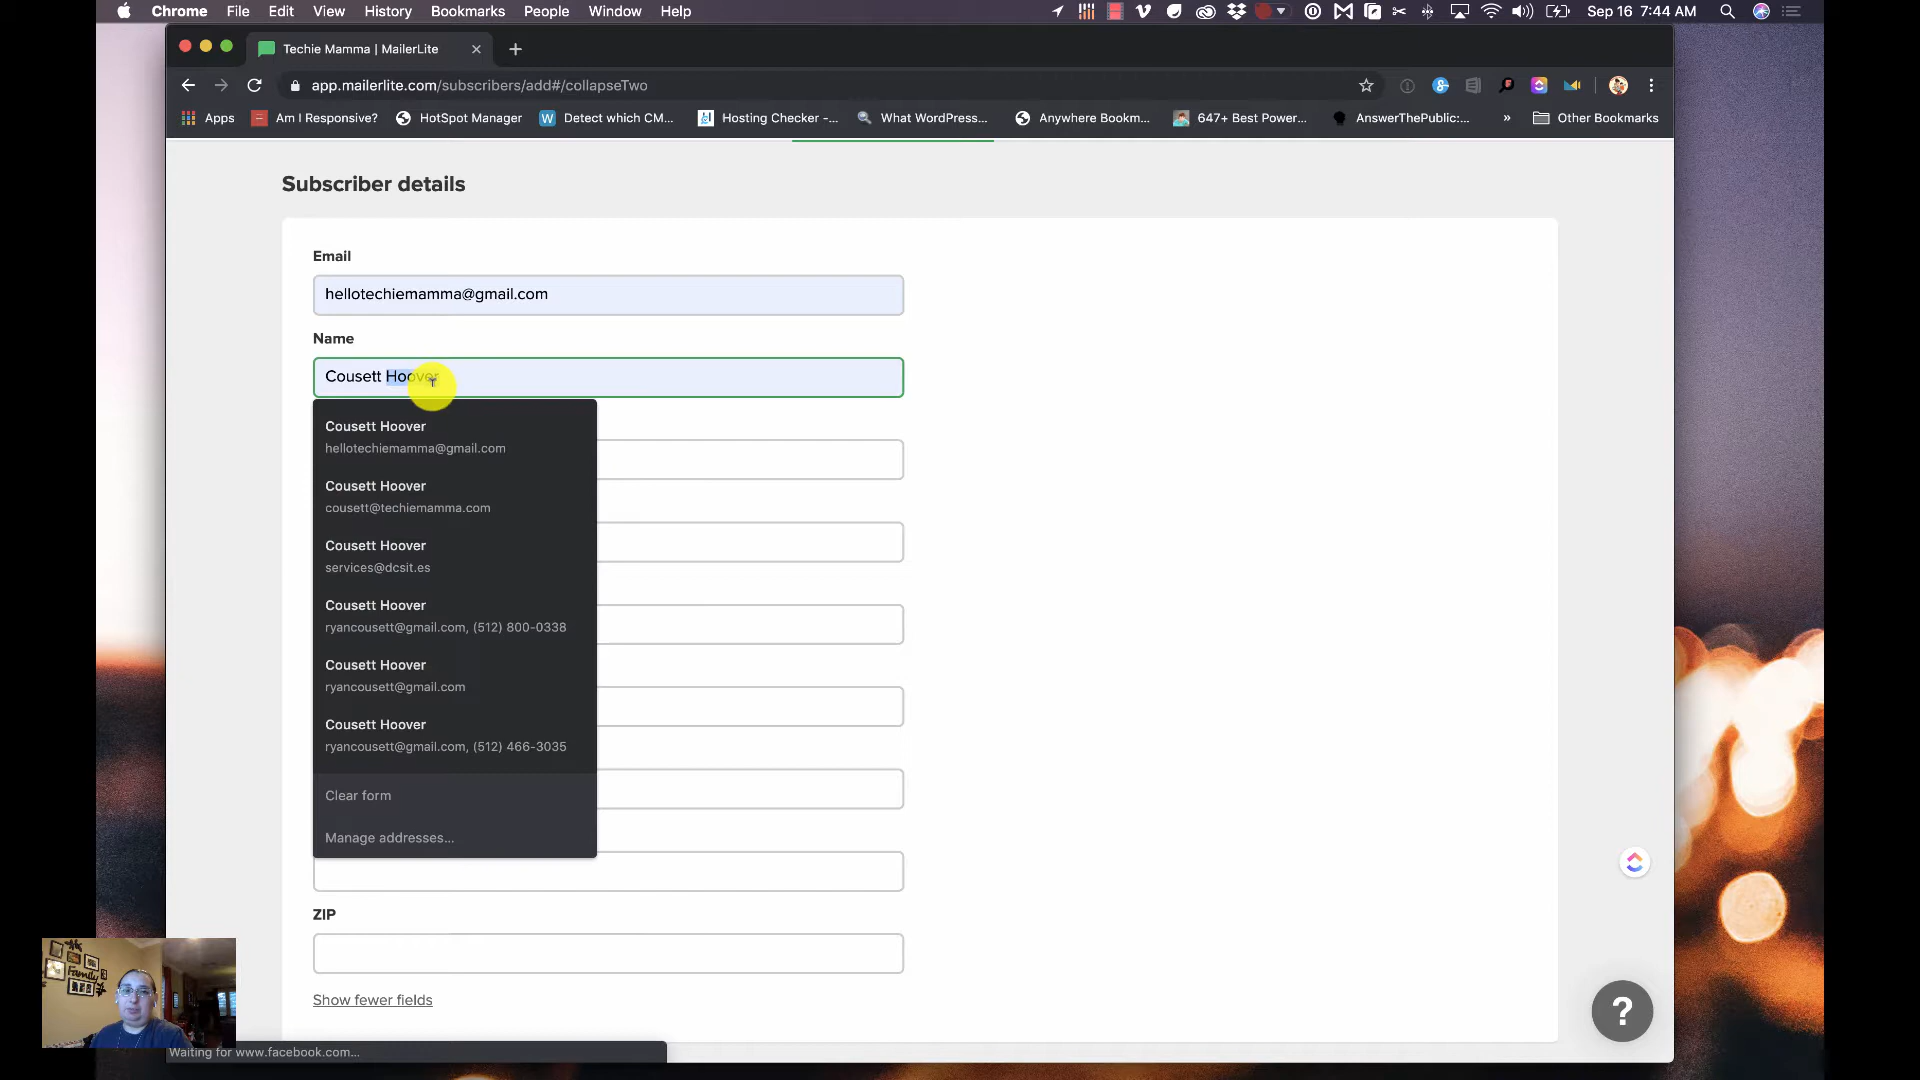 Chrome File Edit View History Bookmarks People Window Help
Sep 16 7:44 AM
Techie Mamma | MailerLite
app.mailerlite.com/subscribers/add#/collapseTwo
Apps Am I Responsive? HotSpot Manager Detect which CM... Hosting Checker -... What WordPress... Anywhere Bookm... 647+ Best Power... AnswerThePublic:... » Other Bookmarks
Subscriber details
Email
hellotechiemamma@gmail.com
Name
Cousett Hoover
Cousett Hoover
hellotechiemamma@gmail.com
Cousett Hoover
cousett@techiemamma.com
Cousett Hoover
services@dcsit.es
Cousett Hoover
ryancousett@gmail.com, (512) 800-0338
Cousett Hoover
ryancousett@gmail.com
Cousett Hoover
ryancousett@gmail.com, (512) 466-3035
Clear form
Manage addresses...
ZIP
Show fewer fields
?
Family
Waiting for www.facebook.com...